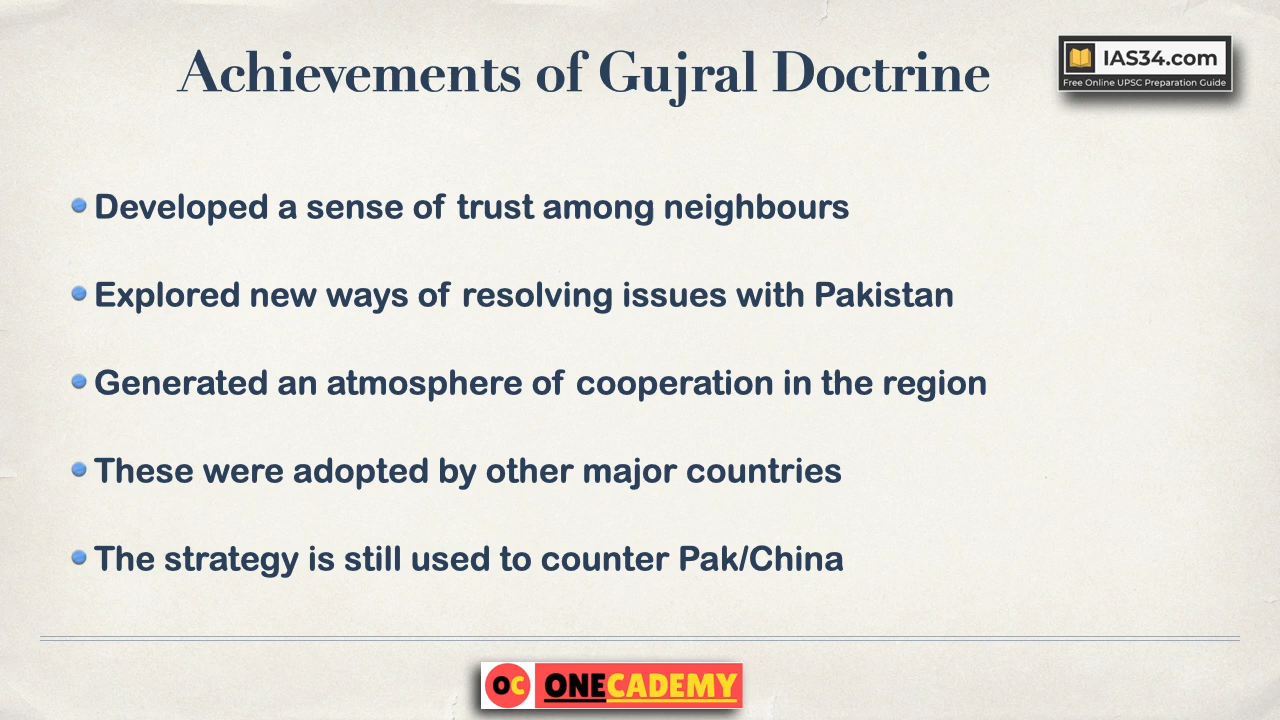 Achievements of Gujral Doctrine
IAS34.com
Free Online UPSC Preparation Guide
Developed a sense of trust among neighbours
Explored new ways of resolving issues with Pakistan
Generated an atmosphere of cooperation in the region
These were adopted by other major countries
The strategy is still used to counter Pak/China
OC ONECADEMY